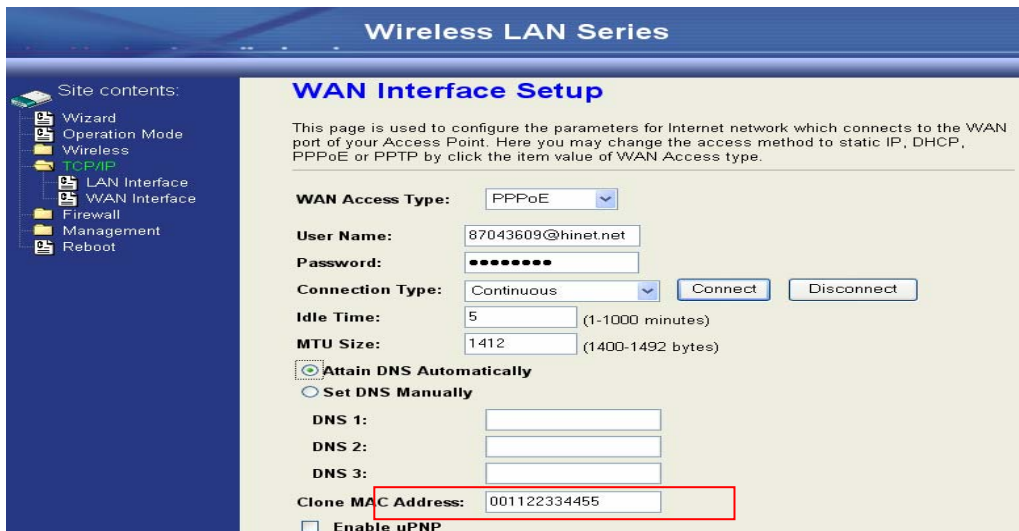 Wireless LAN Series
Site contents:
Wizard
Operation Mode
Wireless
TCP/IP
LAN Interface
WAN Interface
Firewall
Management
Reboot
WAN Interface Setup
This page is used to configure the parameters for Internet network which connects to the WAN
port of your Access Point. Here you may change the access method to static IP, DHCP,
PPPoE or PPTP by click the item value of WAN Access type.
WAN Access Type: PPPoE
User Name: 87043609@hinet.net
Password: ●●●●●●●●
Connection Type: Continuous Connect Disconnect
Idle Time: 5 (1-1000 minutes)
MTU Size: 1412 (1400-1492 bytes)
Attain DNS Automatically
Set DNS Manually
DNS 1:
DNS 2:
DNS 3:
Clone MAC Address: 001122334455
Enable uPNP